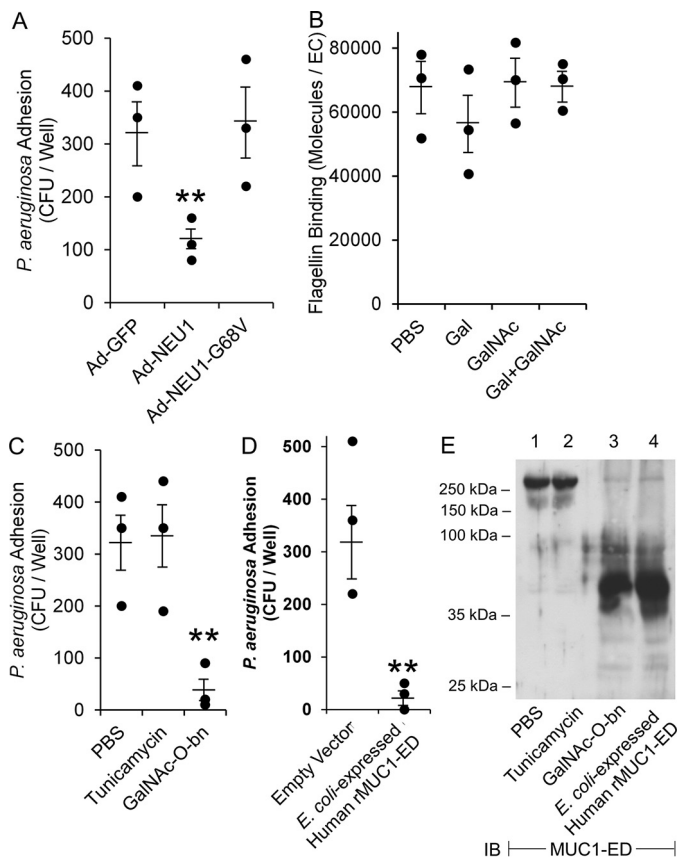 A
P. aeruginosa Adhesion
(CFU / Well)
500
400
300
200
100
0
**
Ad-GFP
Ad-NEU1
Ad-NEU1-G68V
B
Flagellin Binding (Molecules / EC)
80000
60000
40000
20000
0
PBS
Gal
GalNAc
Gal+GalNAc
C
P. aeruginosa Adhesion
(CFU / Well)
500
400
300
200
100
0
**
PBS
Tunicamycin
GalNAc-O-bn
D
P. aeruginosa Adhesion
(CFU / Well)
500
400
300
200
100
0
**
Empty Vector
E. coli-expressed
Human rMUC1-ED
E
1 2 3 4
250 kDa
150 kDa
100 kDa
35 kDa
25 kDa
PBS
Tunicamycin
GalNAc-O-bn
E. coli-expressed
Human rMUC1-ED
IB MUC1-ED